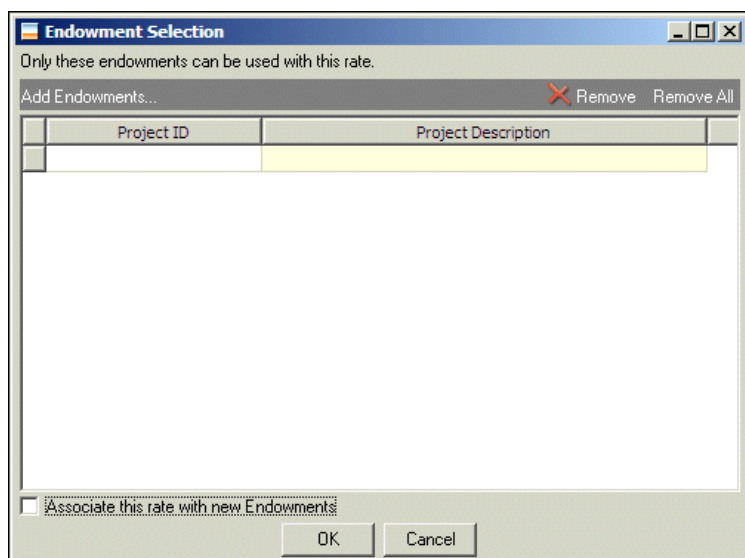 Endowment Selection
Only these endowments can be used with this rate.
Add Endowments... Remove Remove All
Project ID Project Description
Associate this rate with new Endowments
OK Cancel